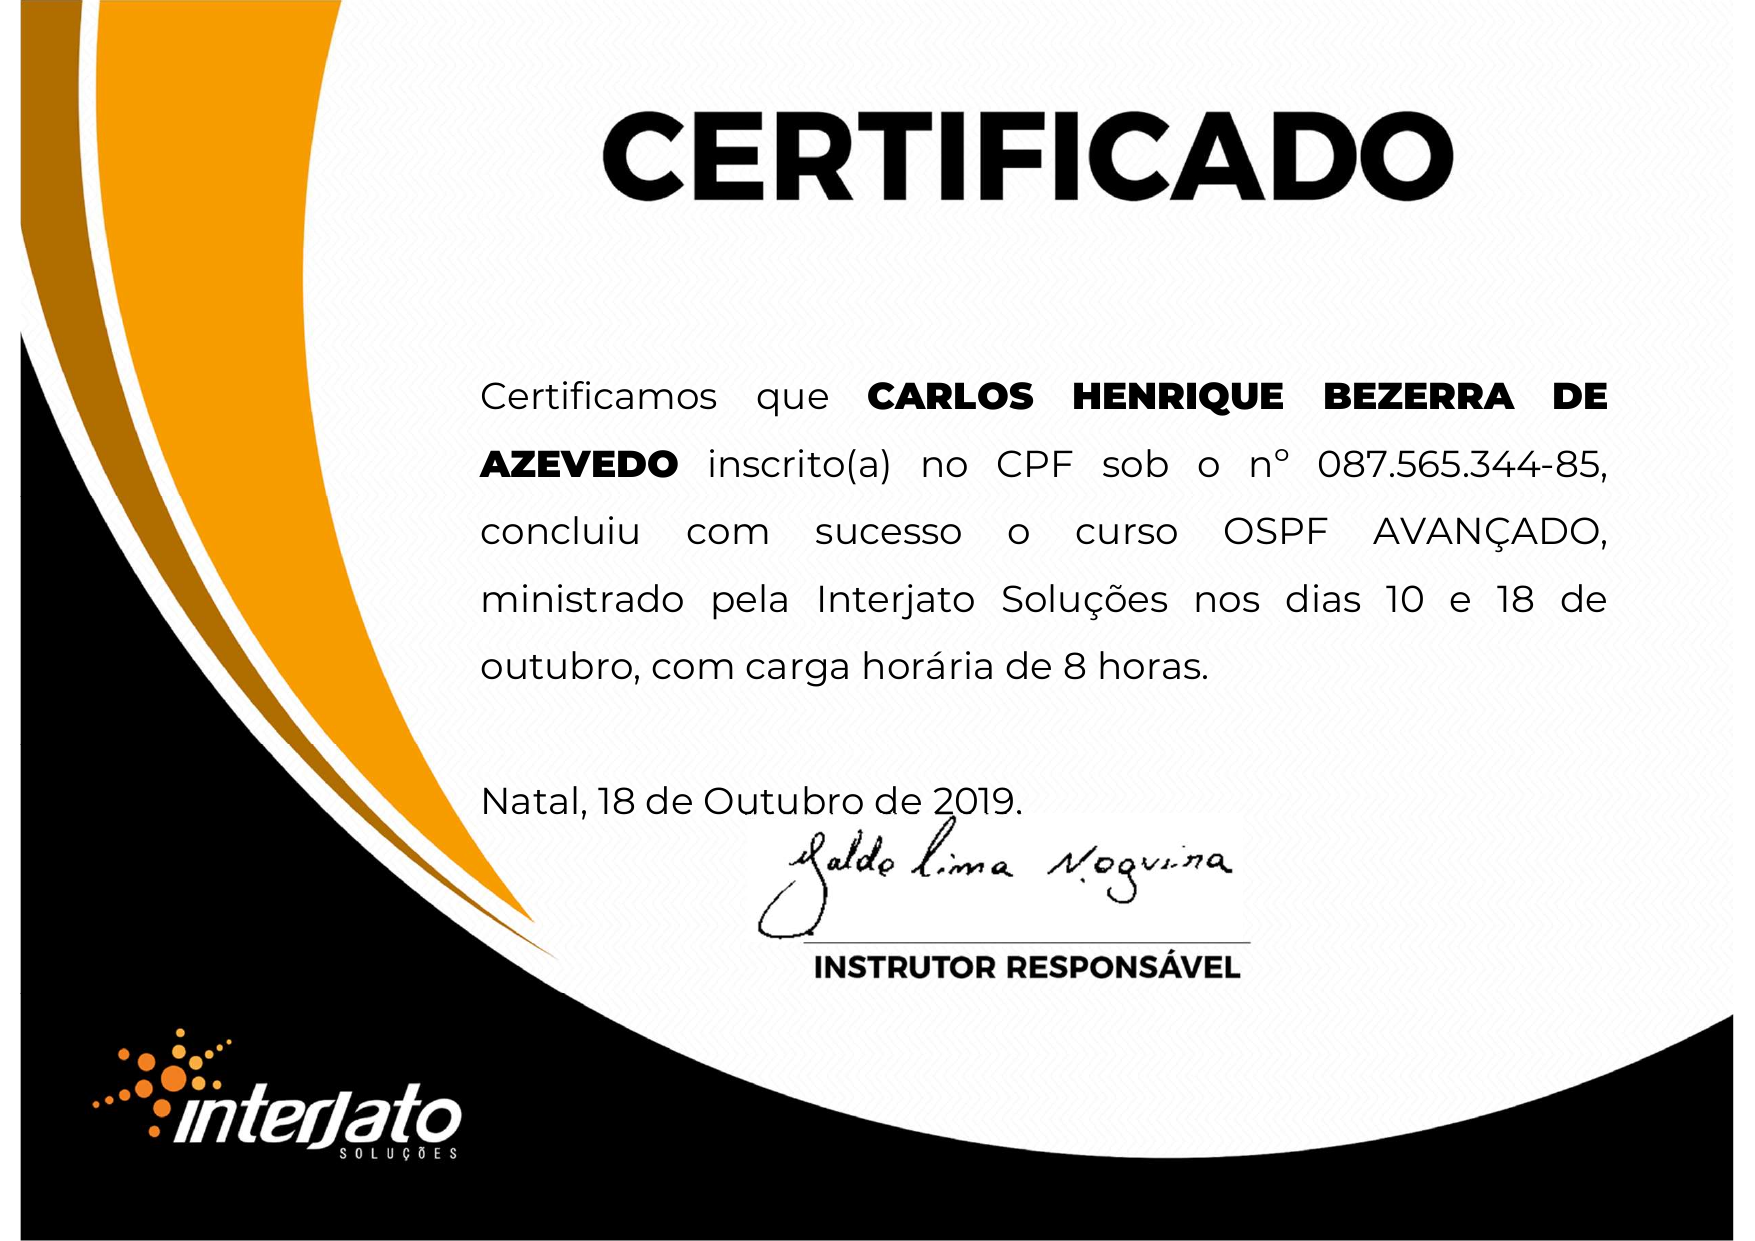 CERTIFICADO
Certificamos que CARLOS HENRIQUE BEZERRA DE
AZEVEDO inscrito(a) no CPF sob o nº 087.565.344-85,
concluiu com sucesso o curso OSPF AVANÇADO,
ministrado pela Interjato Soluções nos dias 10 e 18 de
outubro, com carga horária de 8 horas.
Natal, 18 de Outubro de 2019.
lima Nogueira
INSTRUTOR RESPONSÁVEL
interJato
SOLUÇÕES